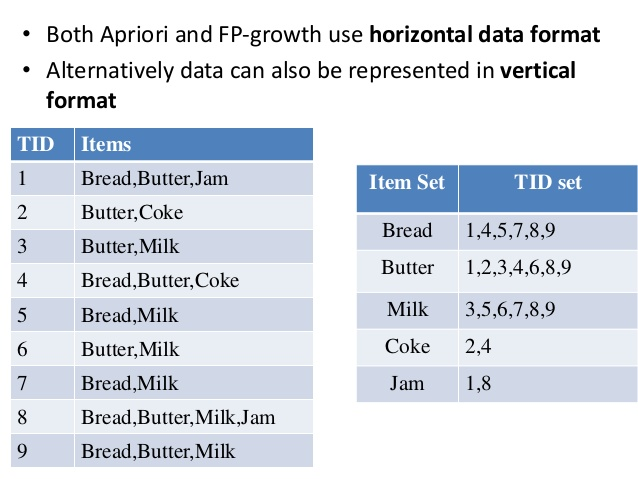 • Both Apriori and FP-growth use horizontal data format
• Alternatively data can also be represented in vertical
format
TID Items
1 Bread,Butter,Jam
2 Butter,Coke
3 Butter,Milk
4 Bread,Butter,Coke
5 Bread,Milk
6 Butter,Milk
7 Bread,Milk
8 Bread,Butter,Milk,Jam
9 Bread,Butter,Milk
Item Set TID set
Bread 1,4,5,7,8,9
Butter 1,2,3,4,6,8,9
Milk 3,5,6,7,8,9
Coke 2,4
Jam 1,8